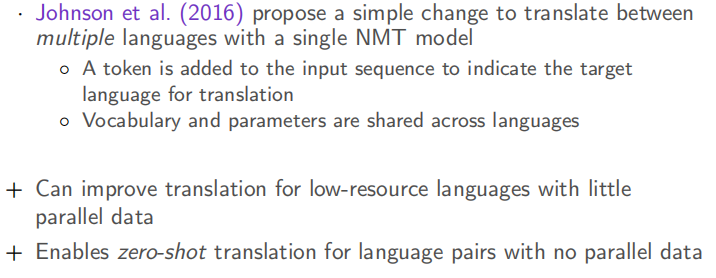 · Johnson et al. (2016) propose a simple change to translate between
multiple languages with a single NMT model
◦ A token is added to the input sequence to indicate the target
language for translation
◦ Vocabulary and parameters are shared across languages
+ Can improve translation for low-resource languages with little
parallel data
+ Enables zero-shot translation for language pairs with no parallel data